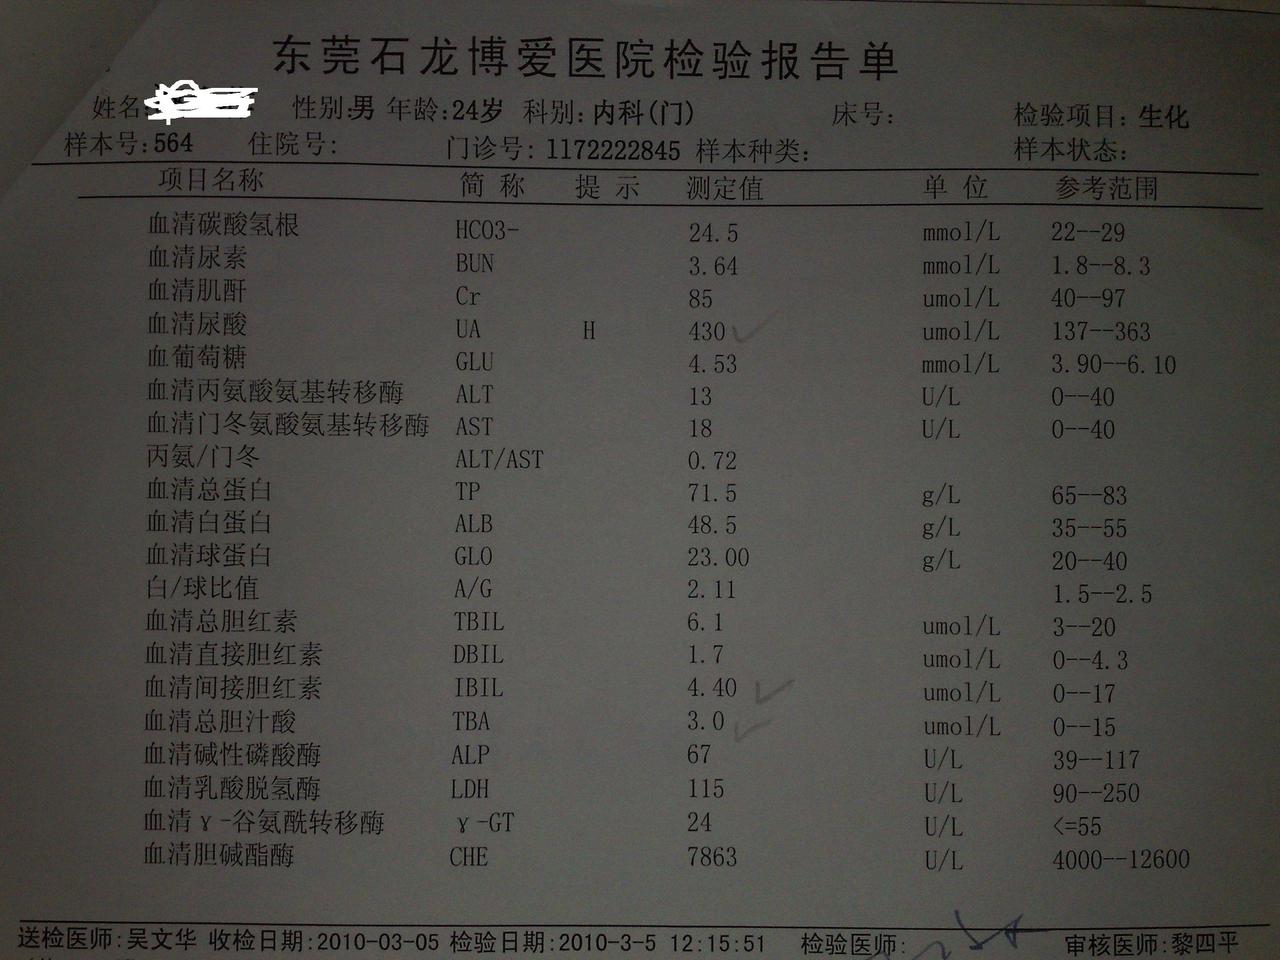 东莞石龙博爱医院检验报告单
姓名: 性别:男 年龄:24岁 科别:内科(门) 床号: 检验项目:生化
样本号:564 住院号: 门诊号:1172222845 样本种类: 样本状态:
项目名称 简 称 提 示 测定值 单 位 参考范围
血清碳酸氢根 HCO3- 24.5 mmol/L 22--29
血清尿素 BUN 3.64 mmol/L 1.8--8.3
血清肌酐 Cr 85 umol/L 40--97
血清尿酸 UA H 430 umol/L 137--363
血葡萄糖 GLU 4.53 mmol/L 3.90--6.10
血清丙氨酸氨基转移酶 ALT 13 U/L 0--40
血清门冬氨酸氨基转移酶 AST 18 U/L 0--40
丙氨/门冬 ALT/AST 0.72
血清总蛋白 TP 71.5 g/L 65--83
血清白蛋白 ALB 48.5 g/L 35--55
血清球蛋白 GLO 23.00 g/L 20--40
白/球比值 A/G 2.11 1.5--2.5
血清总胆红素 TBIL 6.1 umol/L 3--20
血清直接胆红素 DBIL 1.7 umol/L 0--4.3
血清间接胆红素 IBIL 4.40 umol/L 0--17
血清总胆汁酸 TBA 3.0 umol/L 0--15
血清碱性磷酸酶 ALP 67 U/L 39--117
血清乳酸脱氢酶 LDH 115 U/L 90--250
血清γ-谷氨酰转移酶 γ-GT 24 U/L <=55
血清胆碱酯酶 CHE 7863 U/L 4000--12600
送检医师:吴文华 收检日期:2010-03-05 检验日期:2010-3-5 12:15:51 检验医师: 审核医师:黎四平